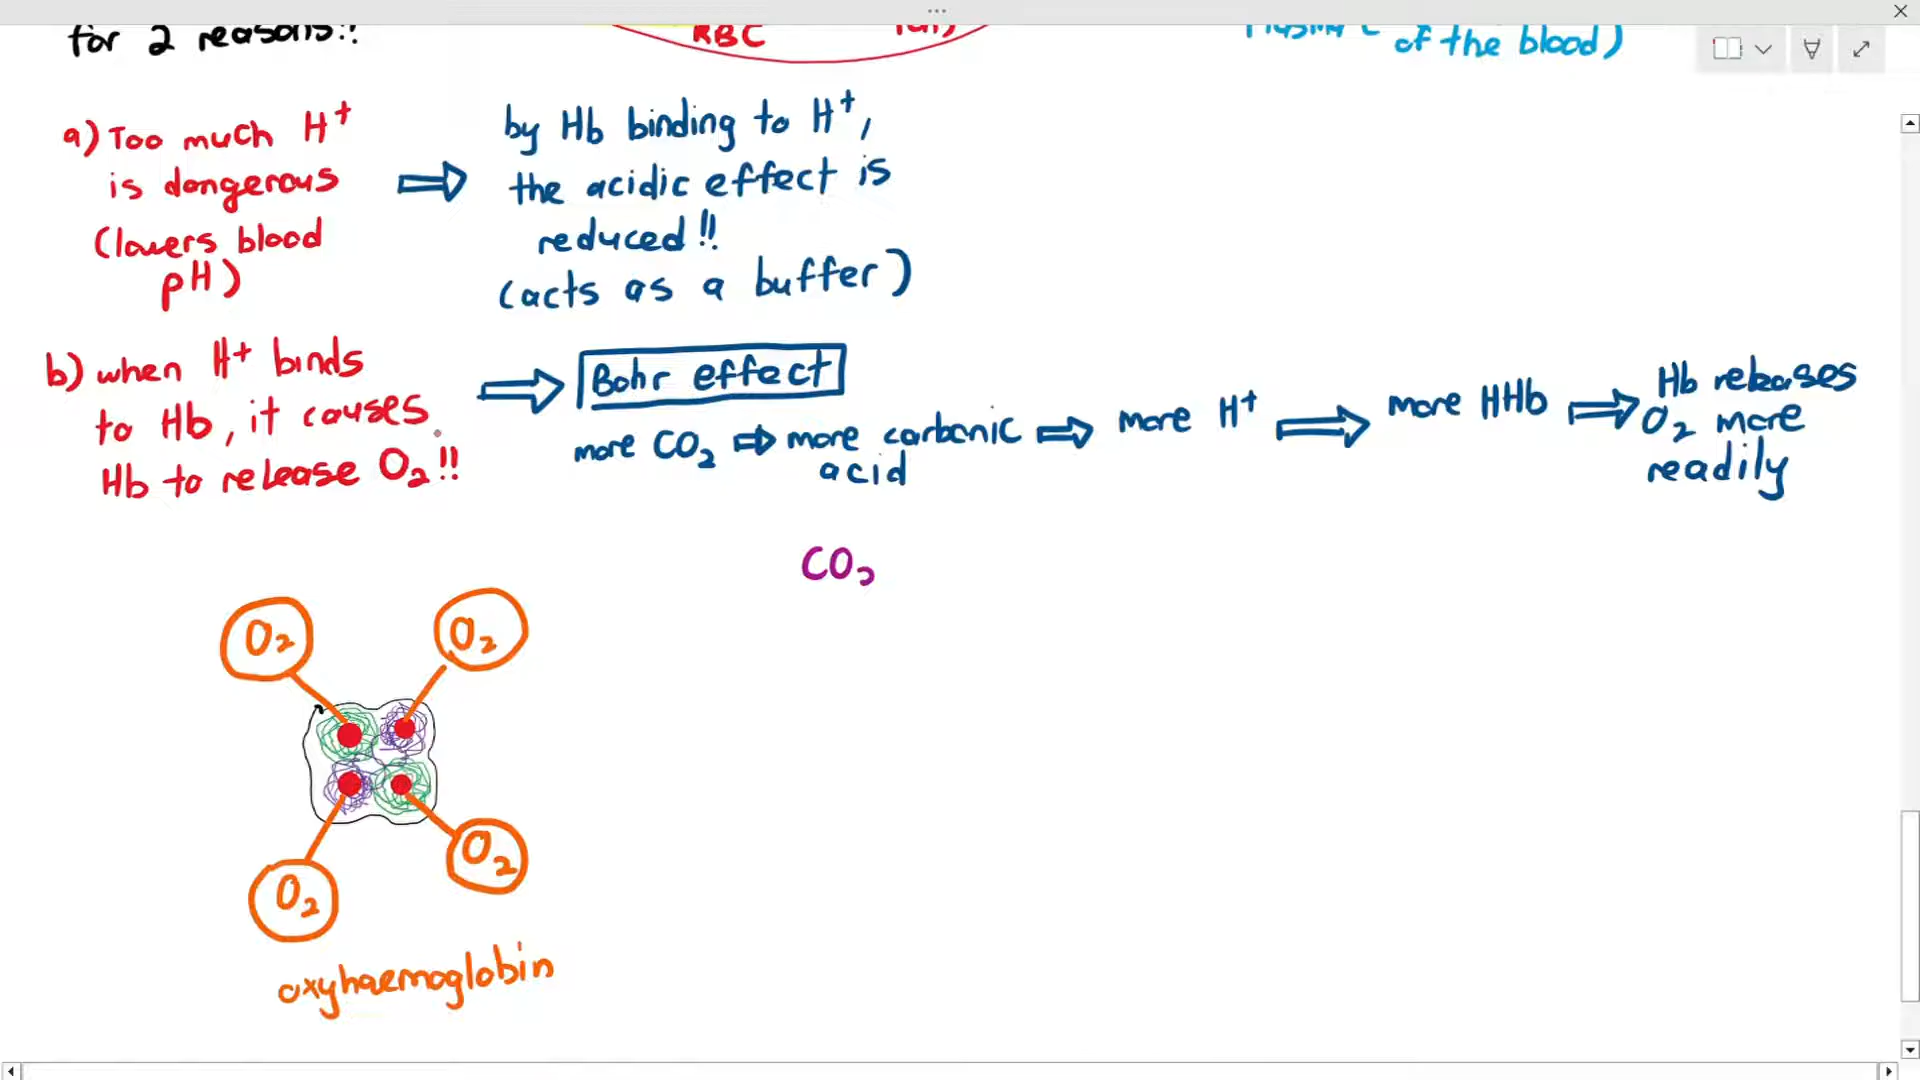 for 2 reasons!!
RBC
of the blood)
a) Too much H+
is dangerous
(lowers blood
pH)
by Hb binding to H+,
the acidic effect is
reduced!!
(acts as a buffer)
b) when H+ binds
to Hb, it causes
Hb to release O2!!
Bohr effect
more CO2 ⇒ more carbonic
acid
⇒ more H+ ⇒ more HHb ⇒ Hb releases
O2 more
readily
CO2
O2
O2
O2
O2
oxyhaemoglobin